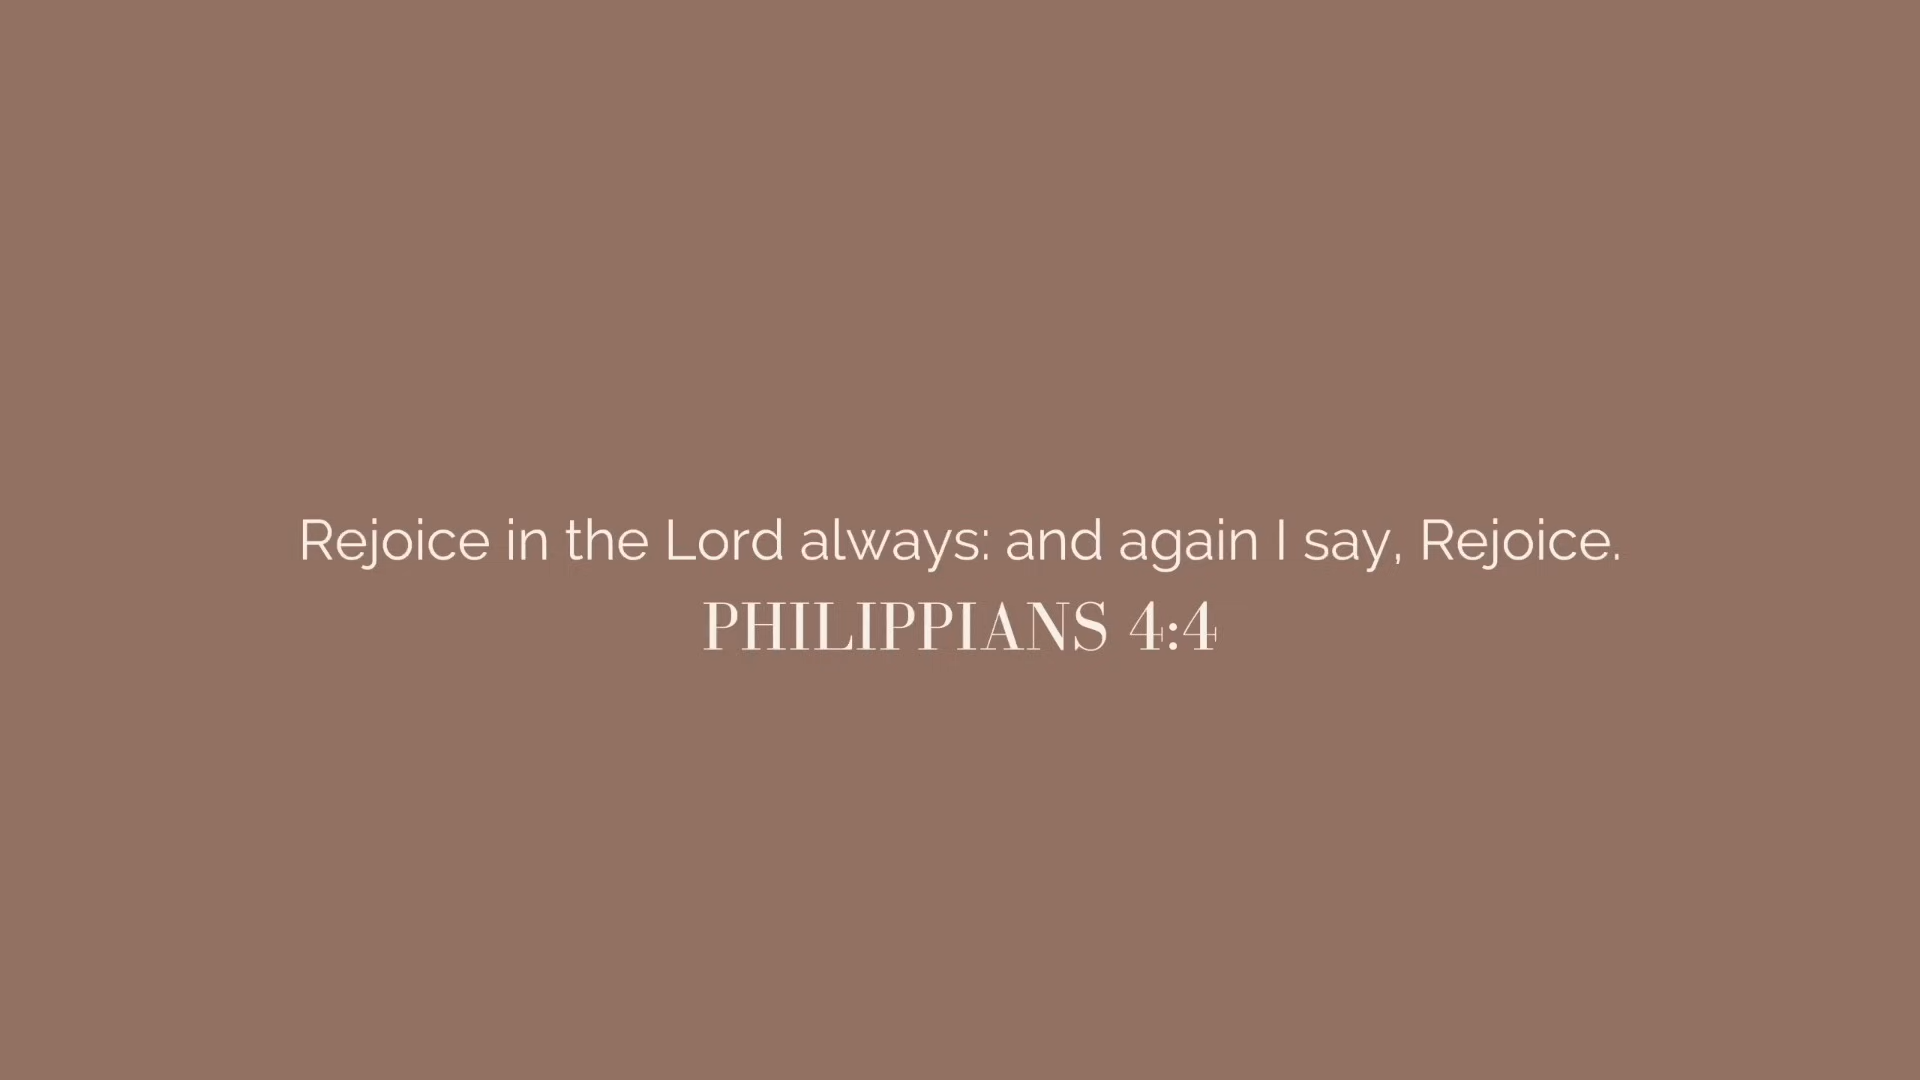 Rejoice in the Lord always: and again I say, Rejoice.
PHILIPPIANS 4:4